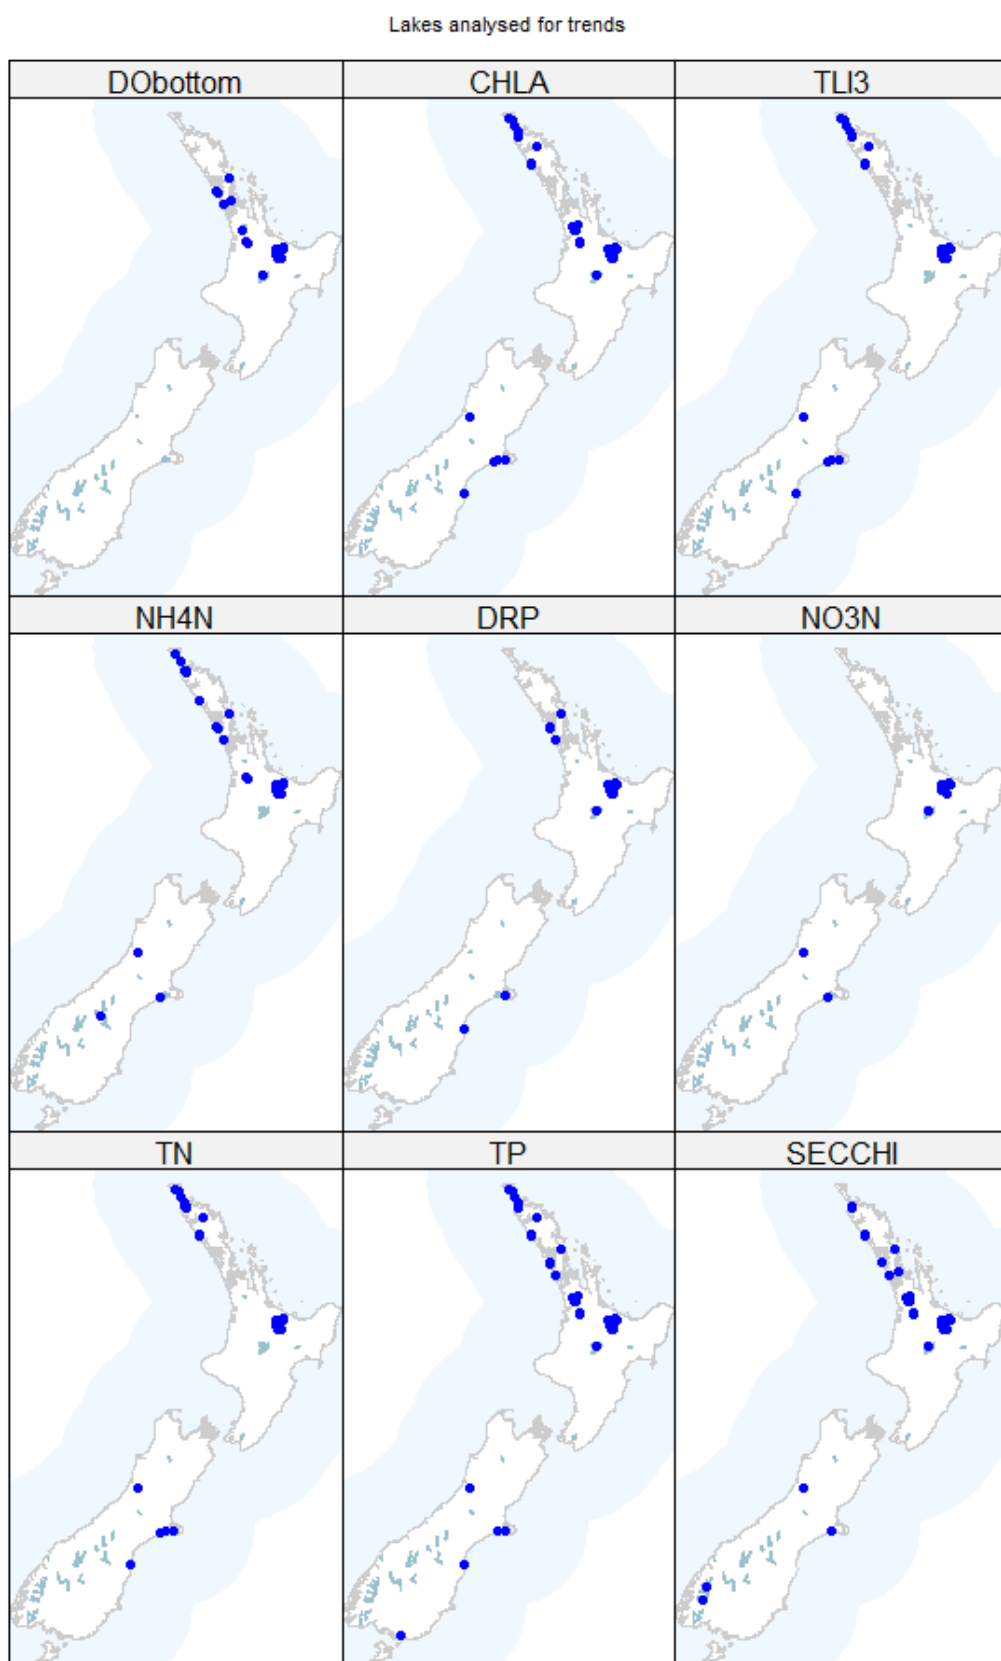 Lakes analysed for trends
DObottom CHLA TLI3
NH4N DRP NO3N
TN TP SECCHI